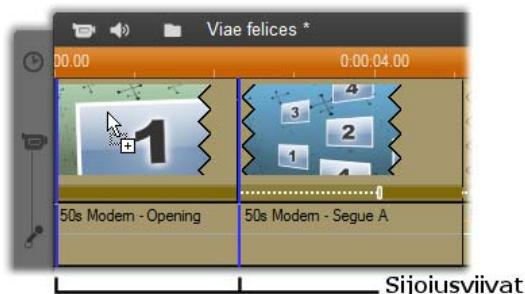 Viae felices *
00.00 0:00:04.00
1
3 4 2 1 4
50s Modern - Opening 50s Modern - Segue A
Sijoiusviivat